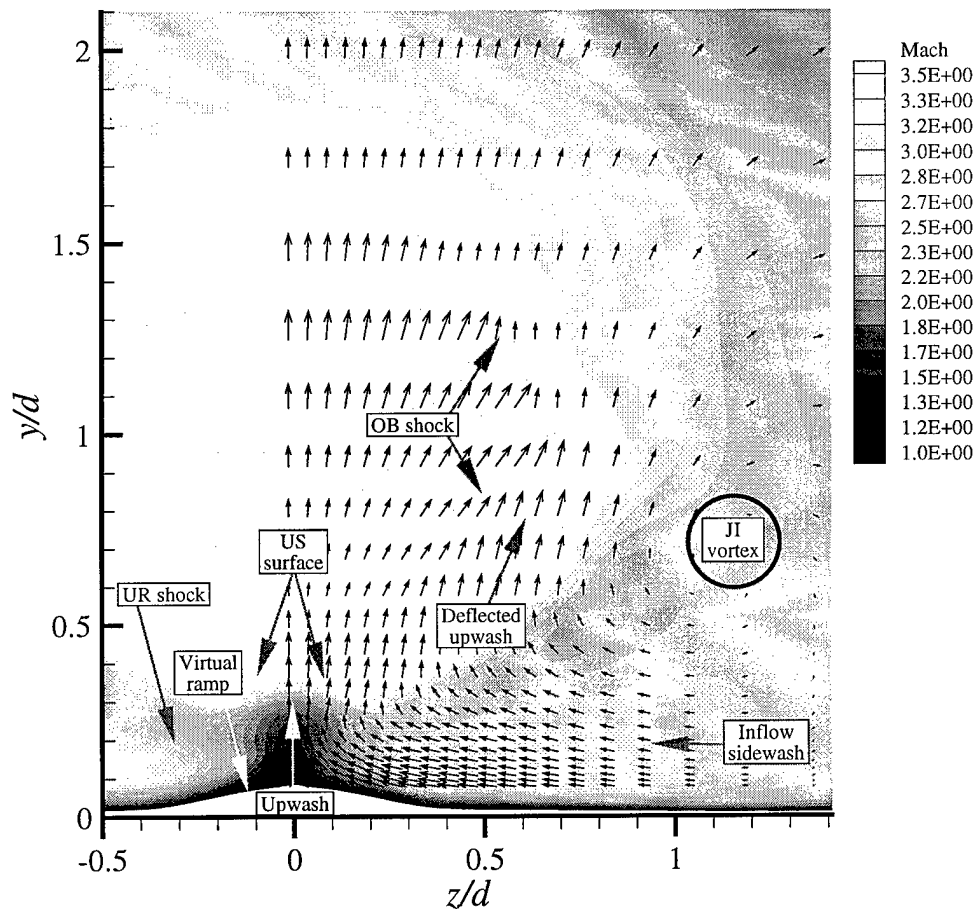 2
1.5
1
0.5
0
y/d
-0.5
0
0.5
1
z/d
Mach
3.5E+00
3.3E+00
3.2E+00
3.0E+00
2.8E+00
2.7E+00
2.5E+00
2.3E+00
2.2E+00
2.0E+00
1.8E+00
1.7E+00
1.5E+00
1.3E+00
1.2E+00
1.0E+00
OB shock
US
surface
JI
vortex
UR shock
Deflected
upwash
Virtual
ramp
Inflow
sidewash
Upwash